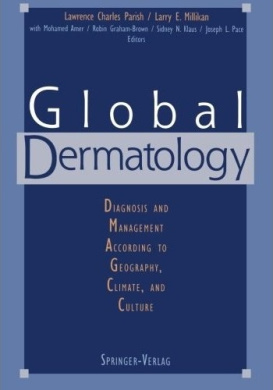 Lawrence Charles Parish / Larry E. Millikan
with Mohamed Amer / Robin Graham-Brown / Sidney N. Klaus / Joseph L. Pace
Editors
Global
Dermatology
Diagnosis and
Management
According to
Geography,
Climate, and
Culture
Springer-Verlag